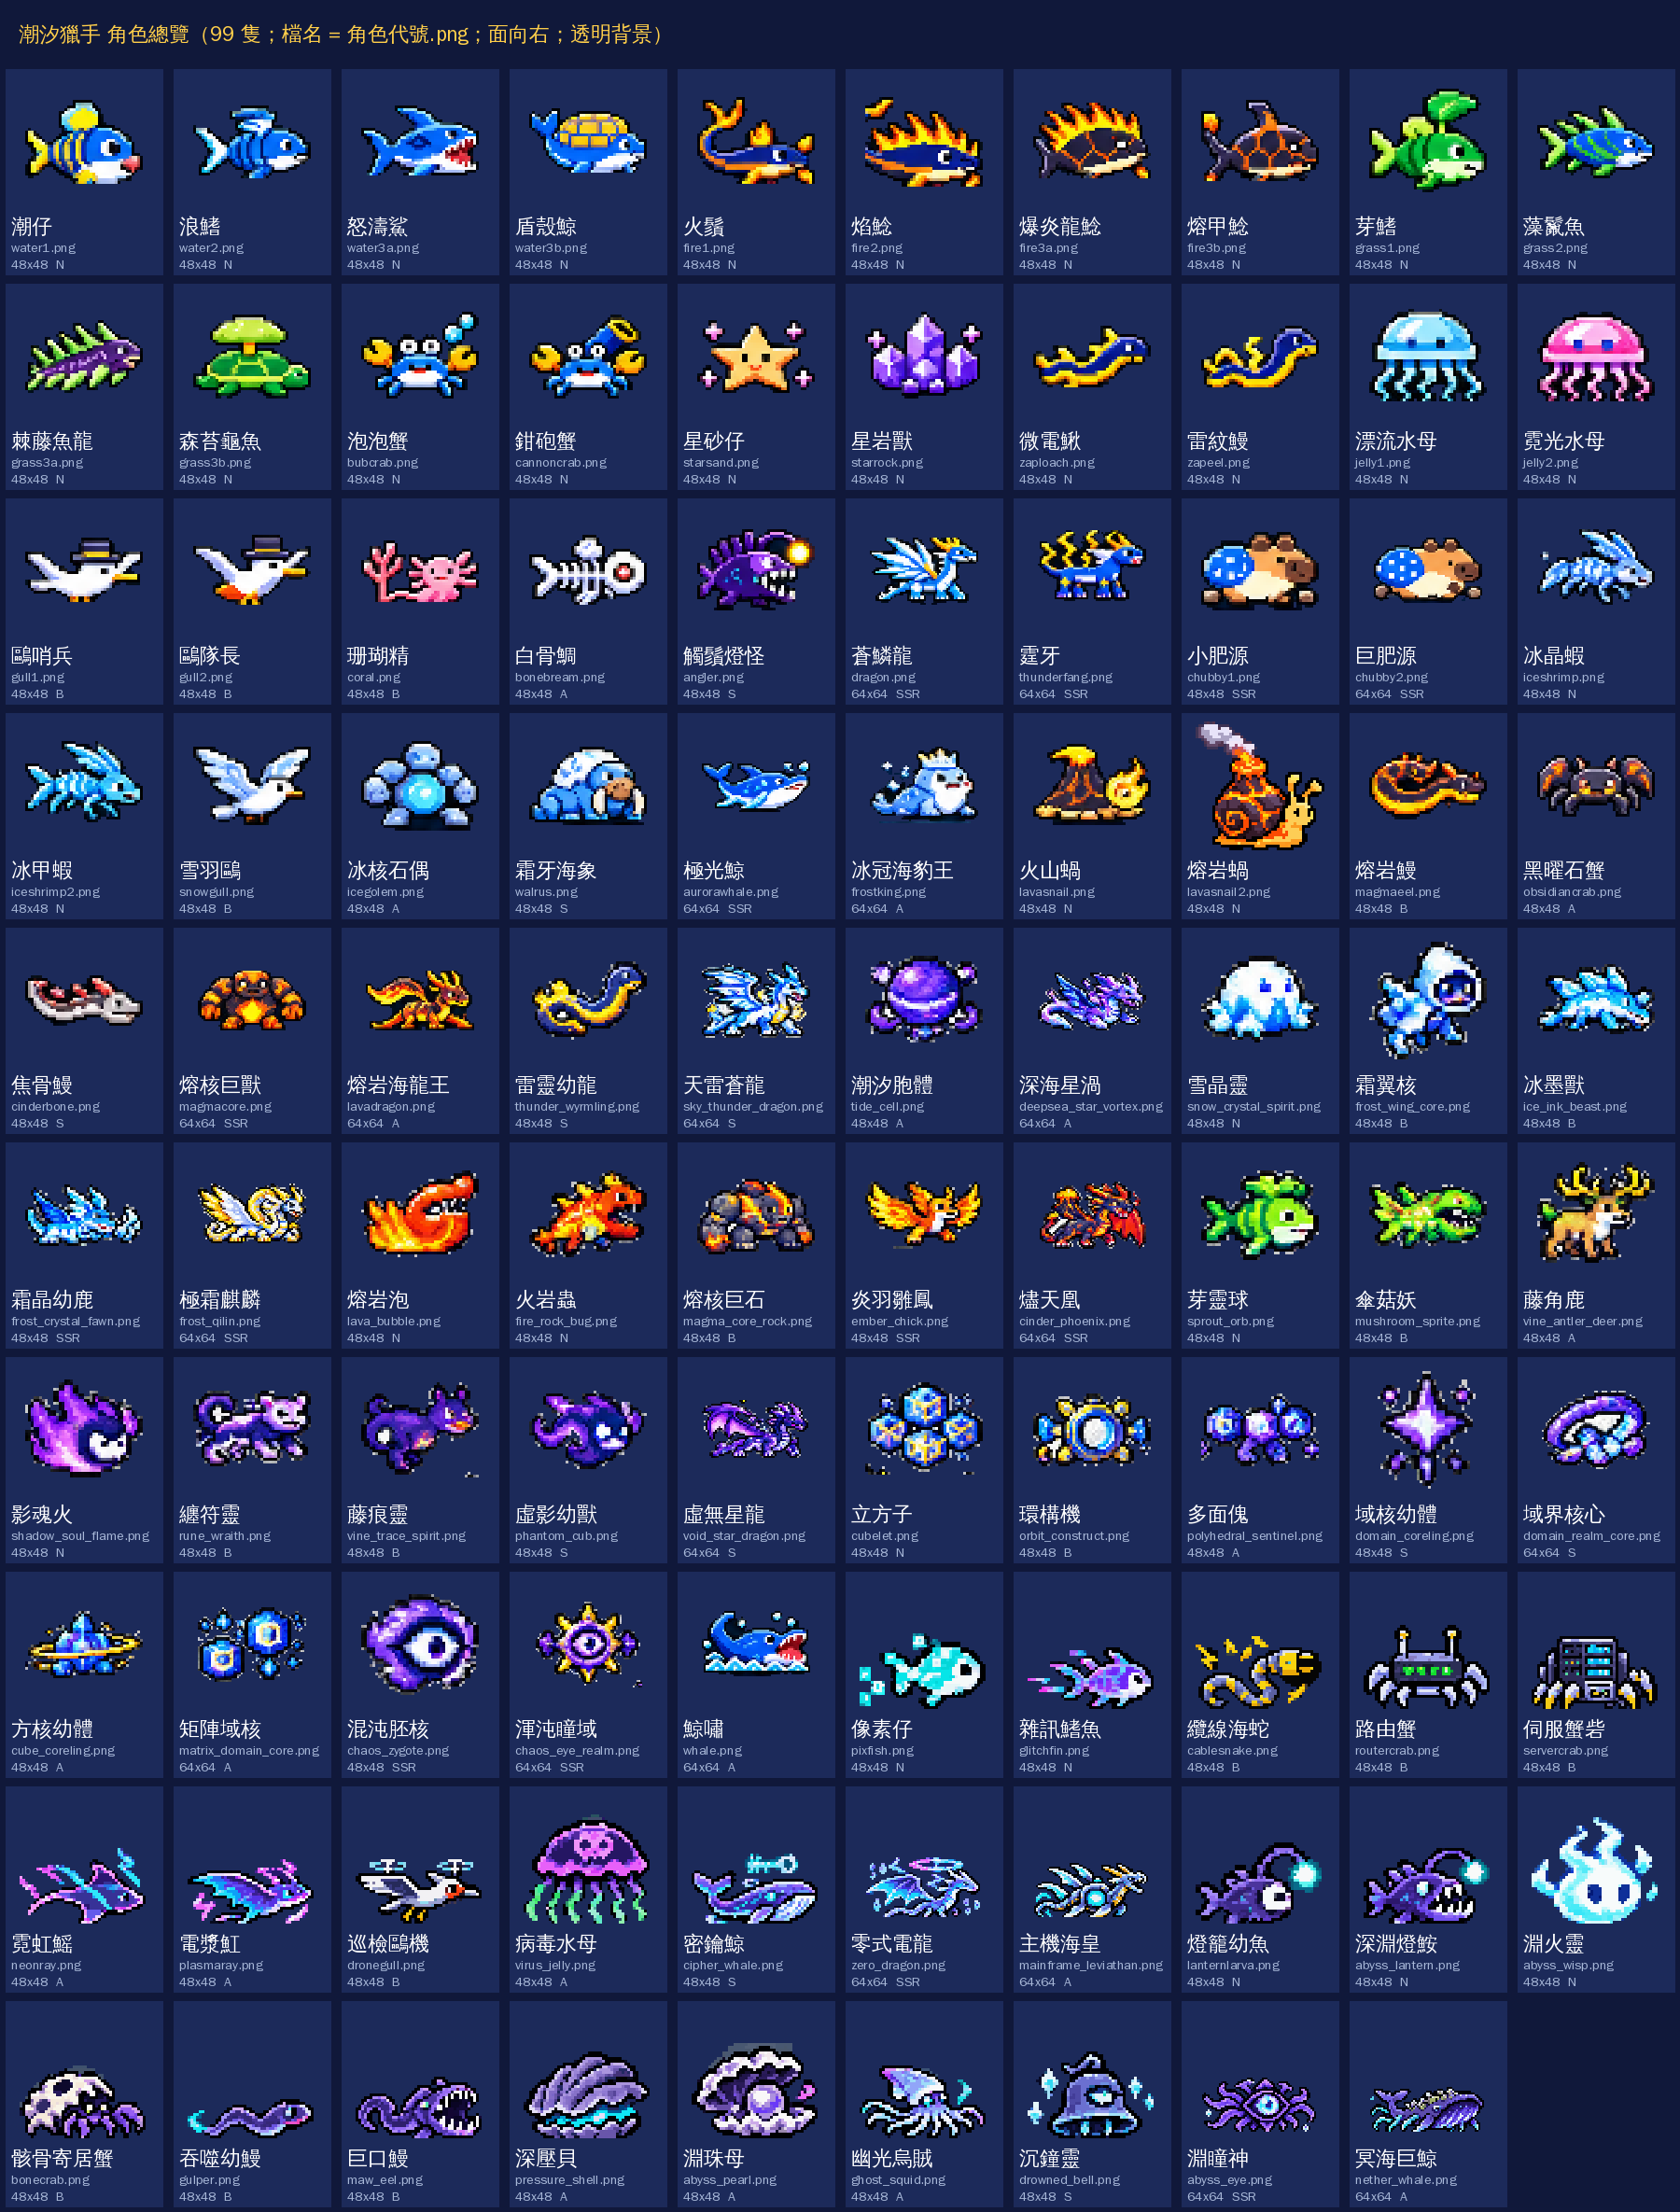 潮汐獵手 角色總覽（99 隻；檔名 = 角色代號.png；面向右；透明背景）
潮仔
water1.png
48x48 N
浪鰭
water2.png
48x48 N
怒濤鯊
water3a.png
48x48 N
盾殼鯨
water3b.png
48x48 N
火鬚
fire1.png
48x48 N
焰鯰
fire2.png
48x48 N
爆炎龍鯰
fire3a.png
48x48 N
熔甲鯰
fire3b.png
48x48 N
芽鰭
grass1.png
48x48 N
藻鬣魚
grass2.png
48x48 N
棘藤魚龍
grass3a.png
48x48 N
森苔龜魚
grass3b.png
48x48 N
泡泡蟹
bubcrab.png
48x48 N
鉗砲蟹
cannoncrab.png
48x48 N
星砂仔
starsand.png
48x48 N
星岩獸
starrock.png
48x48 N
微電鰍
zaploach.png
48x48 N
雷紋鰻
zapeel.png
48x48 N
漂流水母
jelly1.png
48x48 N
霓光水母
jelly2.png
48x48 N
鷗哨兵
gull1.png
48x48 B
鷗隊長
gull2.png
48x48 B
珊瑚精
coral.png
48x48 B
白骨鯛
bonebream.png
48x48 A
觸鬚燈怪
angler.png
48x48 S
蒼鱗龍
dragon.png
64x64 SSR
霆牙
thunderfang.png
64x64 SSR
小肥源
chubby1.png
48x48 SSR
巨肥源
chubby2.png
64x64 SSR
冰晶蝦
iceshrimp.png
48x48 N
冰甲蝦
iceshrimp2.png
48x48 N
雪羽鷗
snowgull.png
48x48 B
冰核石偶
icegolem.png
48x48 A
霜牙海象
walrus.png
48x48 S
極光鯨
aurorawhale.png
64x64 SSR
冰冠海豹王
frostking.png
64x64 A
火山蝸
lavasnail.png
48x48 N
熔岩蝸
lavasnail2.png
48x48 N
熔岩鰻
magmaeel.png
48x48 B
黑曜石蟹
obsidiancrab.png
48x48 A
焦骨鰻
cinderbone.png
48x48 S
熔核巨獸
magmacore.png
64x64 SSR
熔岩海龍王
lavadragon.png
64x64 A
雷靈幼龍
thunder_wyrmling.png
48x48 S
天雷蒼龍
sky_thunder_dragon.png
64x64 S
潮汐胞體
tide_cell.png
48x48 A
深海星渦
deepsea_star_vortex.png
64x64 A
雪晶靈
snow_crystal_spirit.png
48x48 N
霜翼核
frost_wing_core.png
48x48 B
冰墨獸
ice_ink_beast.png
48x48 B
霜晶幼鹿
frost_crystal_fawn.png
48x48 SSR
極霜麒麟
frost_qilin.png
64x64 SSR
熔岩泡
lava_bubble.png
48x48 N
火岩蟲
fire_rock_bug.png
48x48 N
熔核巨石
magma_core_rock.png
48x48 B
炎羽雛鳳
ember_chick.png
48x48 SSR
燼天凰
cinder_phoenix.png
64x64 SSR
芽靈球
sprout_orb.png
48x48 N
傘菇妖
mushroom_sprite.png
48x48 B
藤角鹿
vine_antler_deer.png
48x48 A
影魂火
shadow_soul_flame.png
48x48 N
纏符靈
rune_wraith.png
48x48 B
藤痕靈
vine_trace_spirit.png
48x48 B
虛影幼獸
phantom_cub.png
48x48 S
虛無星龍
void_star_dragon.png
64x64 S
立方子
cubelet.png
48x48 N
環構機
orbit_construct.png
48x48 B
多面傀
polyhedral_sentinel.png
48x48 A
域核幼體
domain_coreling.png
48x48 S
域界核心
domain_realm_core.png
64x64 S
方核幼體
cube_coreling.png
48x48 A
矩陣域核
matrix_domain_core.png
64x64 A
混沌胚核
chaos_zygote.png
48x48 SSR
渾沌瞳域
chaos_eye_realm.png
64x64 SSR
鯨嘯
whale.png
64x64 A
像素仔
pixfish.png
48x48 N
雜訊鰭魚
glitchfin.png
48x48 N
纜線海蛇
cablesnake.png
48x48 B
路由蟹
routercrab.png
48x48 B
伺服蟹砦
servercrab.png
48x48 B
霓虹鰩
neonray.png
48x48 A
電漿魟
plasmaray.png
48x48 A
巡檢鷗機
dronegull.png
48x48 B
病毒水母
virus_jelly.png
48x48 A
密鑰鯨
cipher_whale.png
48x48 S
零式電龍
zero_dragon.png
64x64 SSR
主機海皇
mainframe_leviathan.png
64x64 A
燈籠幼魚
lanternlarva.png
48x48 N
深淵燈鮟
abyss_lantern.png
48x48 N
淵火靈
abyss_wisp.png
48x48 N
骸骨寄居蟹
bonecrab.png
48x48 B
吞噬幼鰻
gulper.png
48x48 B
巨口鰻
maw_eel.png
48x48 B
深壓貝
pressure_shell.png
48x48 A
淵珠母
abyss_pearl.png
48x48 A
幽光烏賊
ghost_squid.png
48x48 A
沉鐘靈
drowned_bell.png
48x48 S
淵瞳神
abyss_eye.png
64x64 SSR
冥海巨鯨
nether_whale.png
64x64 A